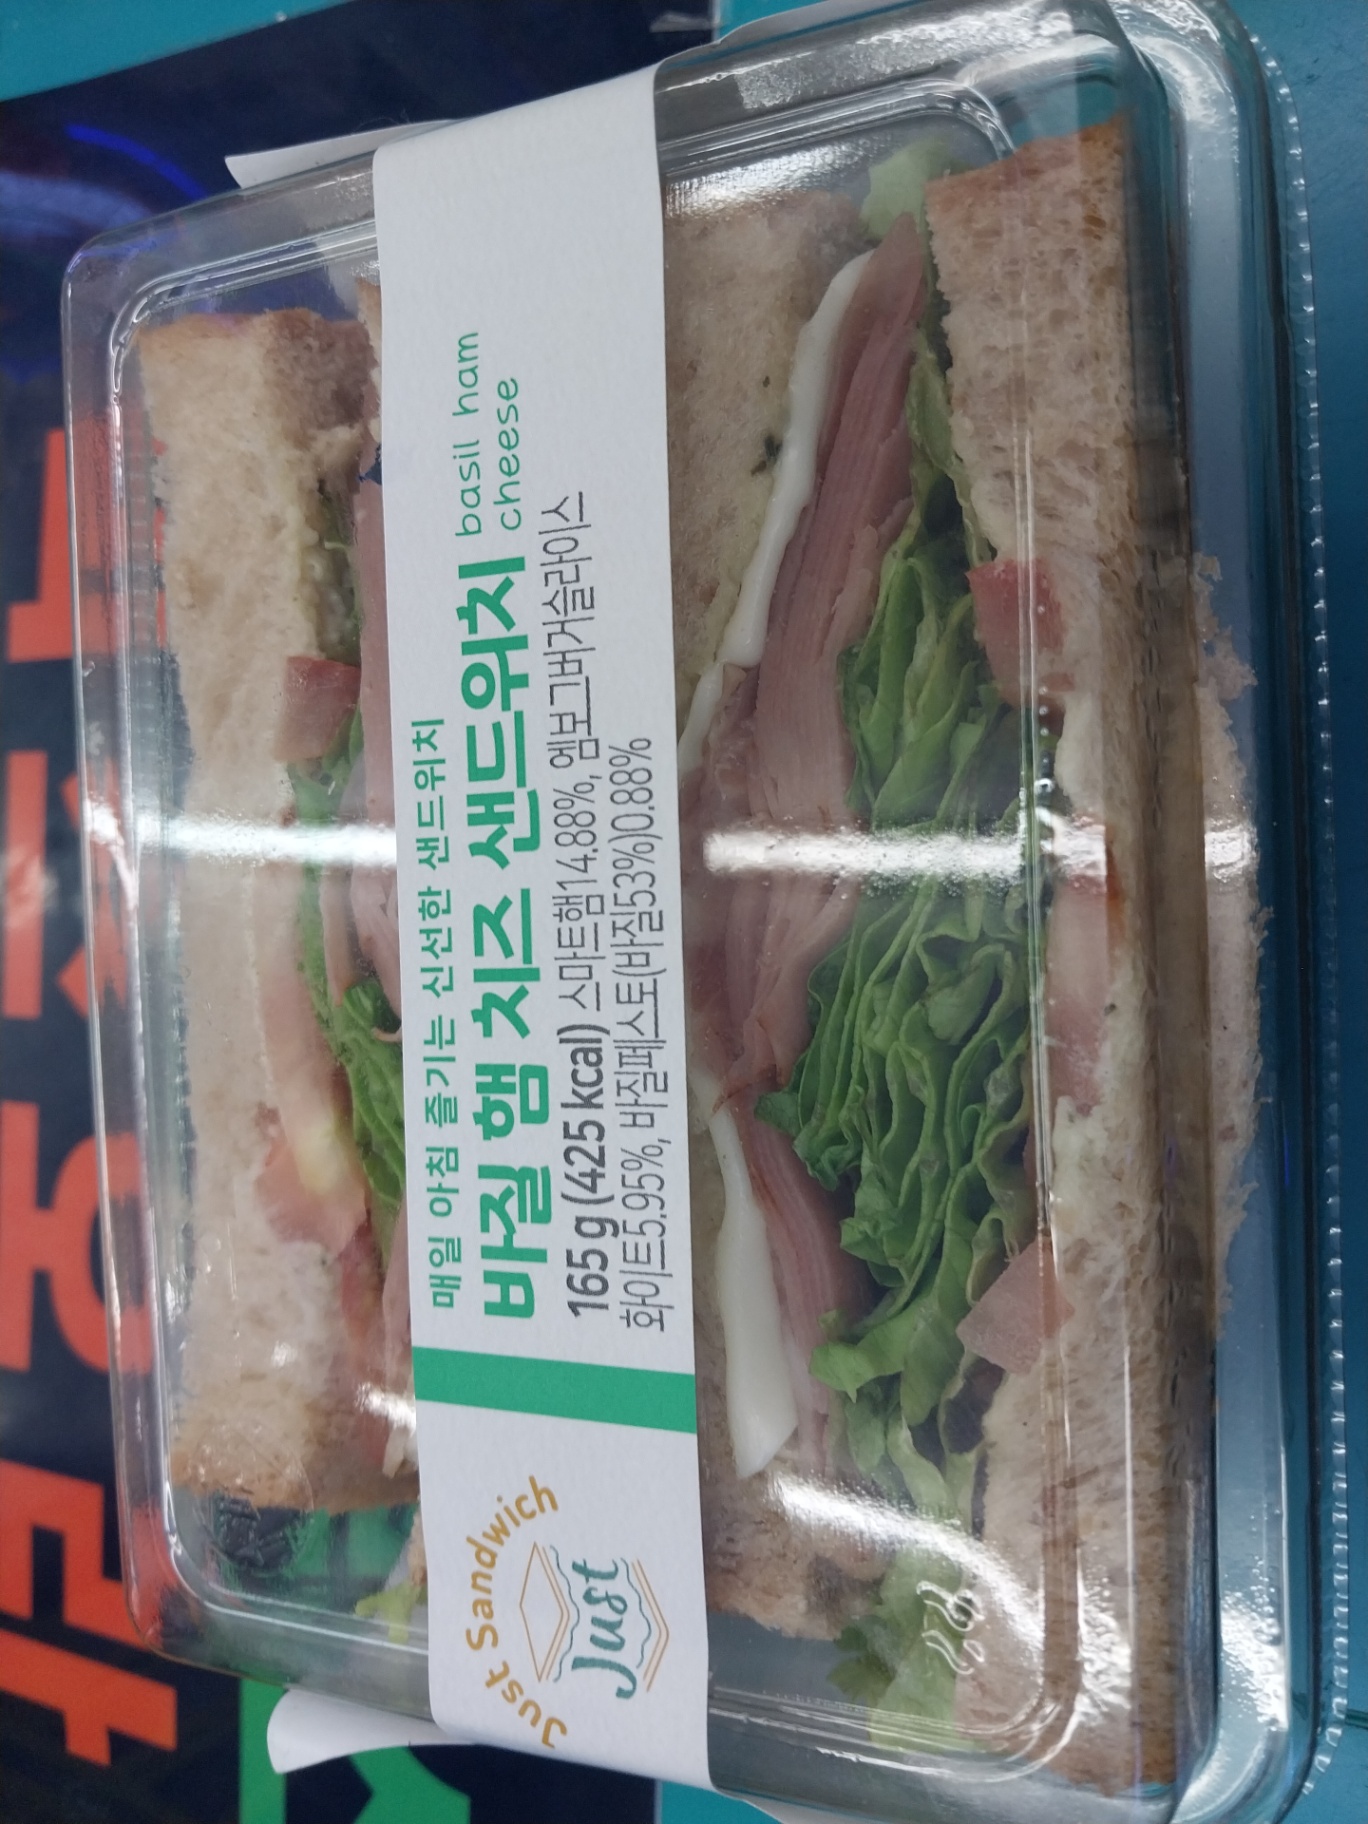 Just Sandwich
Just
매일 아침 즐기는 신선한 샌드위치
바질 햄 치즈 샌드위치 basil ham
cheese
165 g (425 kcal) 스마트햄14.88%, 엠보그버거슬라이스
화이트5.95%, 바질페스토(바질53%)0.88%